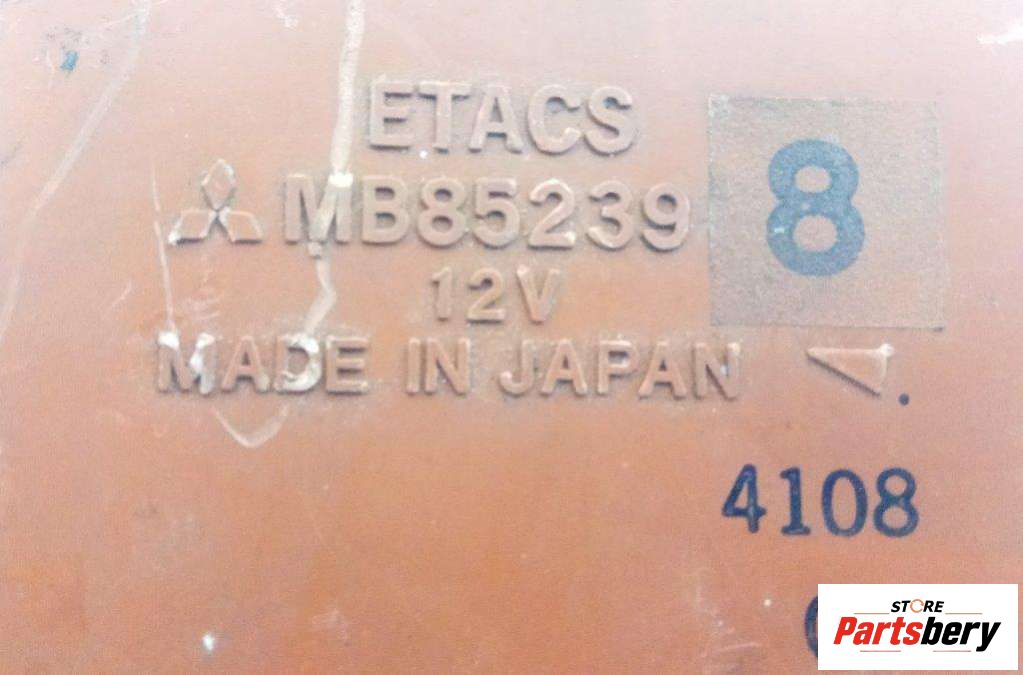 ETACS
MB85239 8
12V
MADE IN JAPAN
4108
STORE
Partsbery